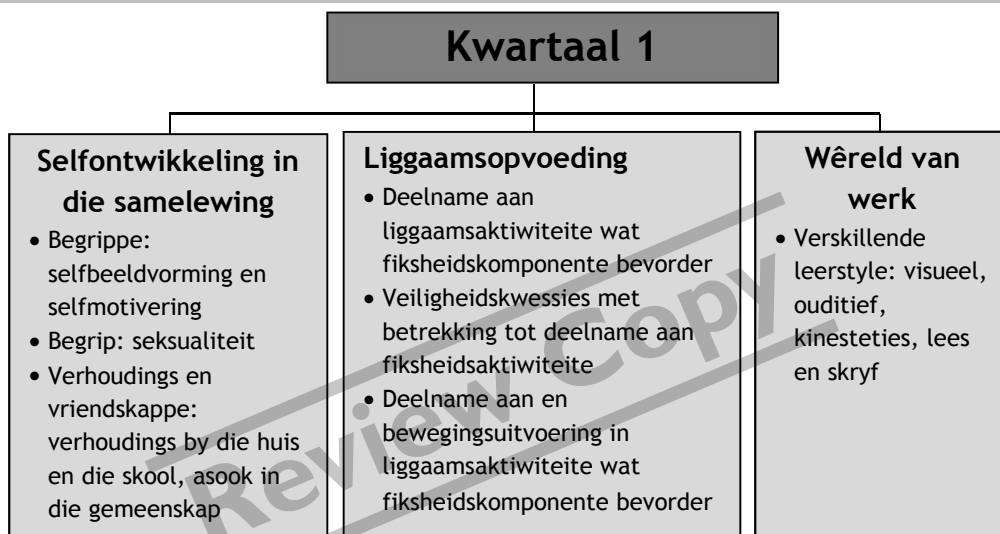 Kwartaal 1
Selfontwikkeling in
die samelewing
• Begrippe:
selfbeeldvorming en
selfmotivering
• Begrip: seksualiteit
• Verhoudings en
vriendskappe:
verhoudings by die huis
en die skool, asook in
die gemeenskap
Liggaamsopvoeding
• Deelname aan
liggaamsaktiwiteite wat
fiksheidskomponente bevorder
• Veiligheidskwessies met
betrekking tot deelname aan
fiksheidsaktiwiteite
• Deelname aan en
bewegingsuitvoering in
liggaamsaktiwiteite wat
fiksheidskomponente bevorder
Wêreld van
werk
• Verskillende
leerstyle: visueel,
ouditief,
kinesteties, lees
en skryf
Review Copy